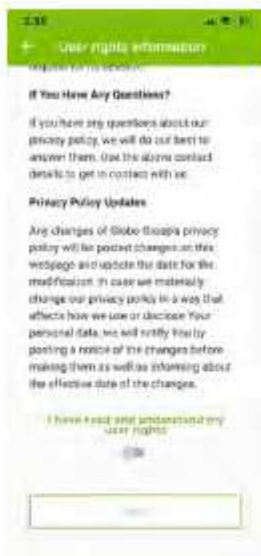 User rights information
If You Have Any Questions?
If you have any questions about our
privacy policy, we will do our best to
answer them. Use the above contact
details to get in contact with us.
Privacy Policy Updates
Any changes of Globo privacy
policy will be posted changes on this
webpage and update the date for the
modification. In case we materially
change our privacy policy in a way that
affects how we use or disclose Your
personal data, we will notify You by
posting a notice of the changes before
making them as well as informing about
the effective date of the changes.
I have read and understand my
user rights